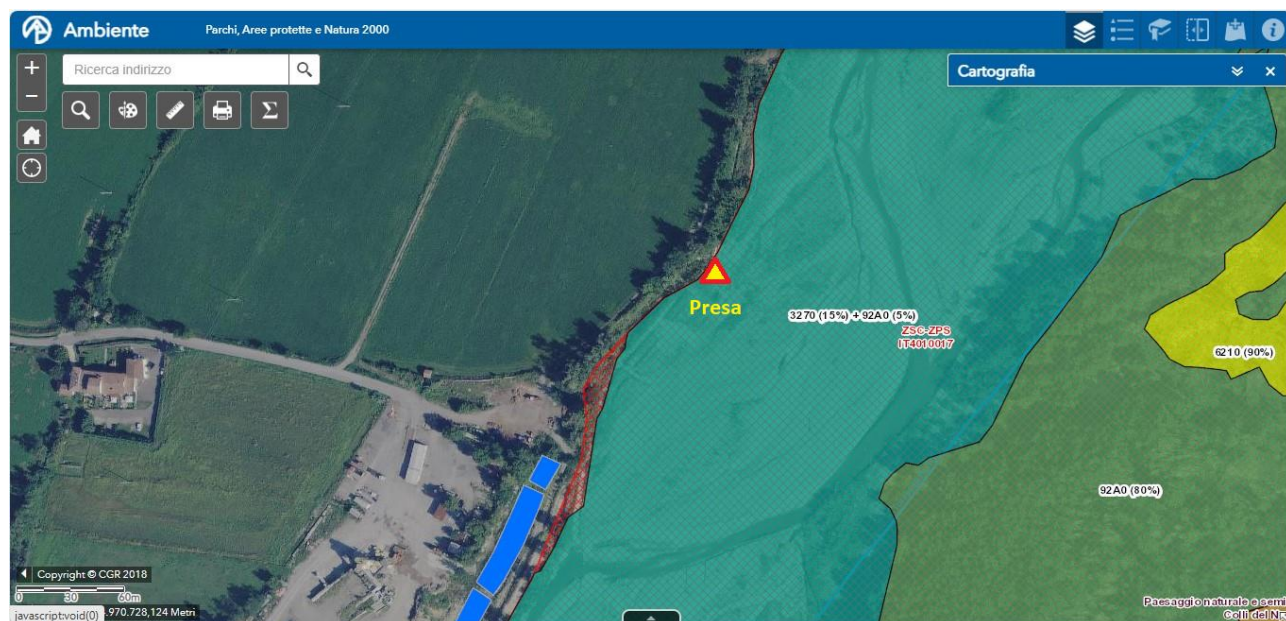 Ambiente
Parchi, Aree protette e Natura 2000
Ricerca indirizzo
Cartografia
Presa
3270 (15%) + 92A0 (5%)
ZSC-ZPS
IT4010017
6210 (90%)
92A0 (80%)
Copyright © CGR 2018
0 30 60m
.970.728,124 Metri
javascript:void(0)
Paesaggio naturale e semi
Colli del N